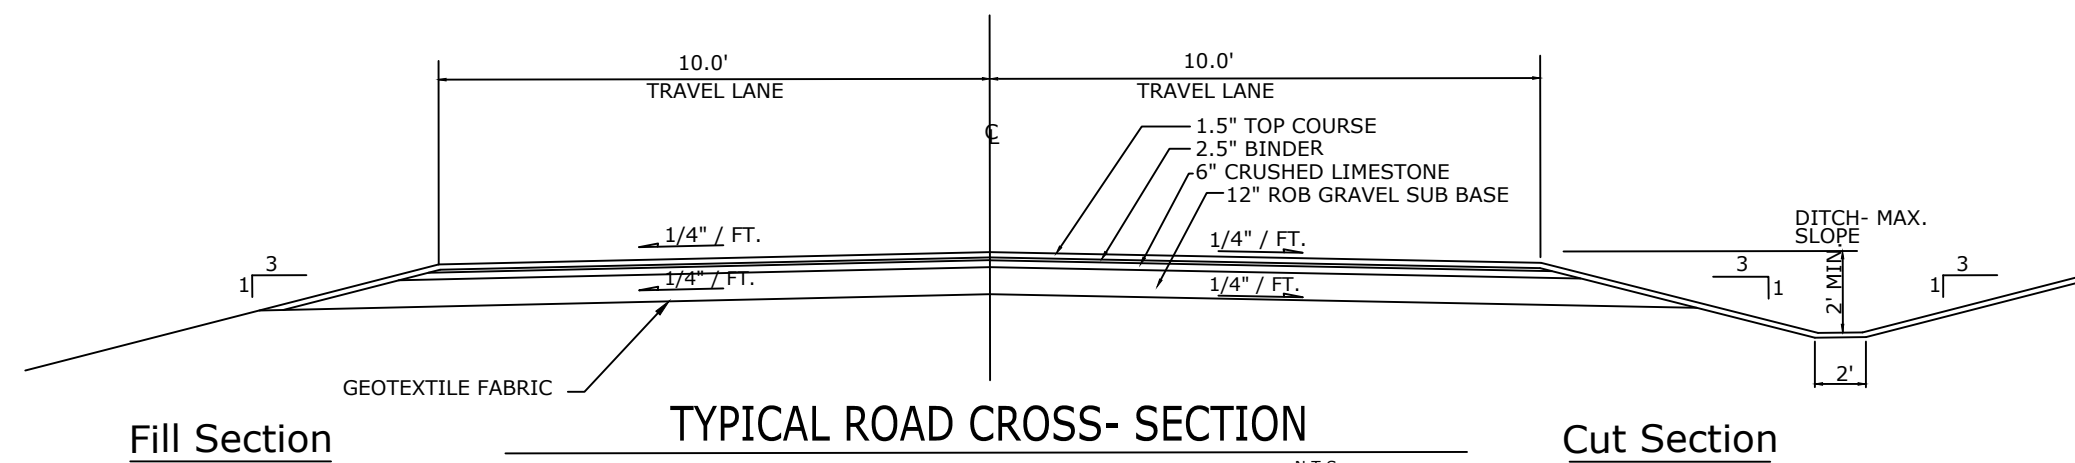 10.0'
10.0'
TRAVEL LANE
TRAVEL LANE
℄
1.5" TOP COURSE
2.5" BINDER
6" CRUSHED LIMESTONE
12" ROB GRAVEL SUB BASE
DITCH- MAX.
SLOPE
1/4" / FT.
1/4" / FT.
3
1
1/4" / FT.
1/4" / FT.
3
1
2' MIN.
3
1
2'
GEOTEXTILE FABRIC
TYPICAL ROAD CROSS- SECTION
Fill Section
Cut Section
N.T.S.